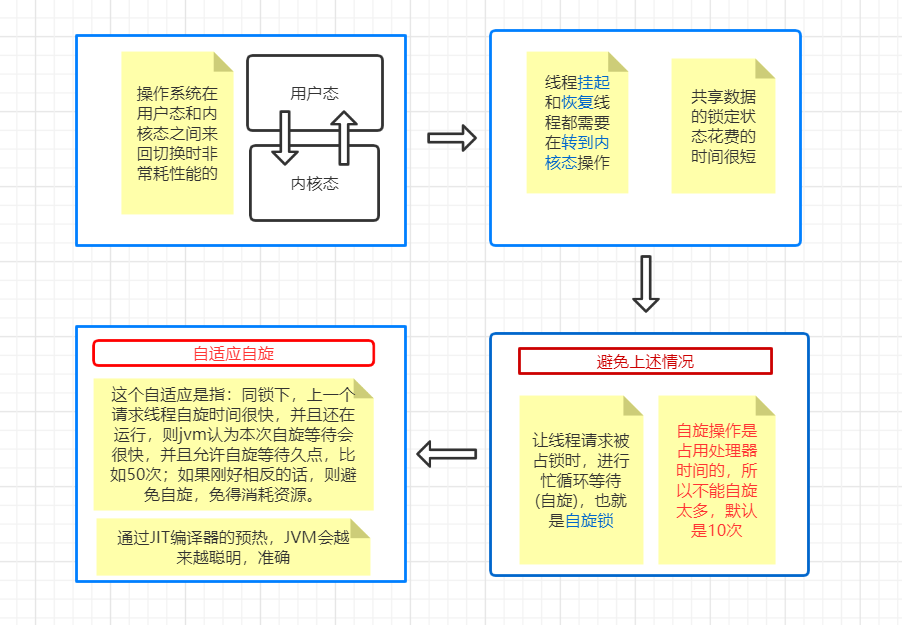 操作系统在
用户态和内
核态之间来
回切换时非
常耗性能的
用户态
内核态
线程挂起
和恢复线
程都需要
在转到内
核态操作
共享数据
的锁定状
态花费的
时间很短
避免上述情况
让线程请求被
占锁时，进行
忙循环等待
(自旋)，也就
是自旋锁
自旋操作是
占用处理器
时间的，所
以不能自旋
太多，默认
是10次
自适应自旋
这个自适应是指：同锁下，上一个
请求线程自旋时间很快，并且还在
运行，则jvm认为本次自旋等待会
很快，并且允许自旋等待久点，比
如50次；如果刚好相反的话，则避
免自旋，免得消耗资源。
通过JIT编译器的预热，JVM会越
来越聪明，准确